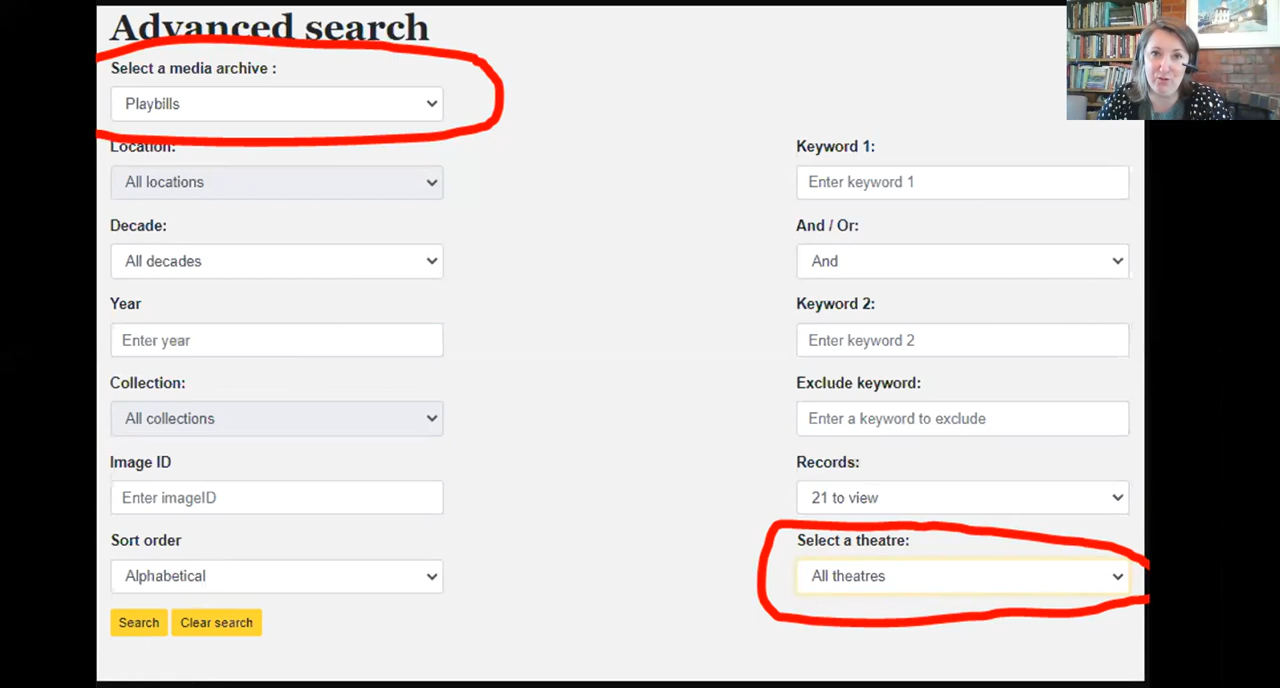 Advanced search
Select a media archive :
Playbills
Location:
All locations
Decade:
All decades
Year
Enter year
Collection:
All collections
Image ID
Enter imageID
Sort order
Alphabetical
Search Clear search
Keyword 1:
Enter keyword 1
And / Or:
And
Keyword 2:
Enter keyword 2
Exclude keyword:
Enter a keyword to exclude
Records:
21 to view
Select a theatre:
All theatres